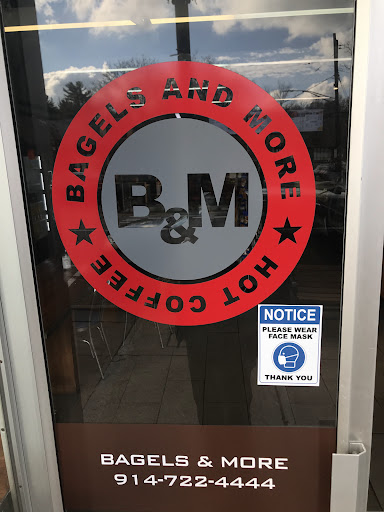 BAGELS AND MORE
B&M
HOT COFFEE
NOTICE
PLEASE WEAR
FACE MASK
THANK YOU
BAGELS & MORE
914-722-4444